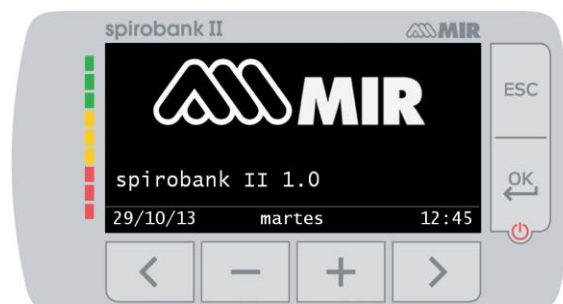 spirobank II MIR
MIR
spirobank II 1.0
29/10/13 martes 12:45
ESC
OK